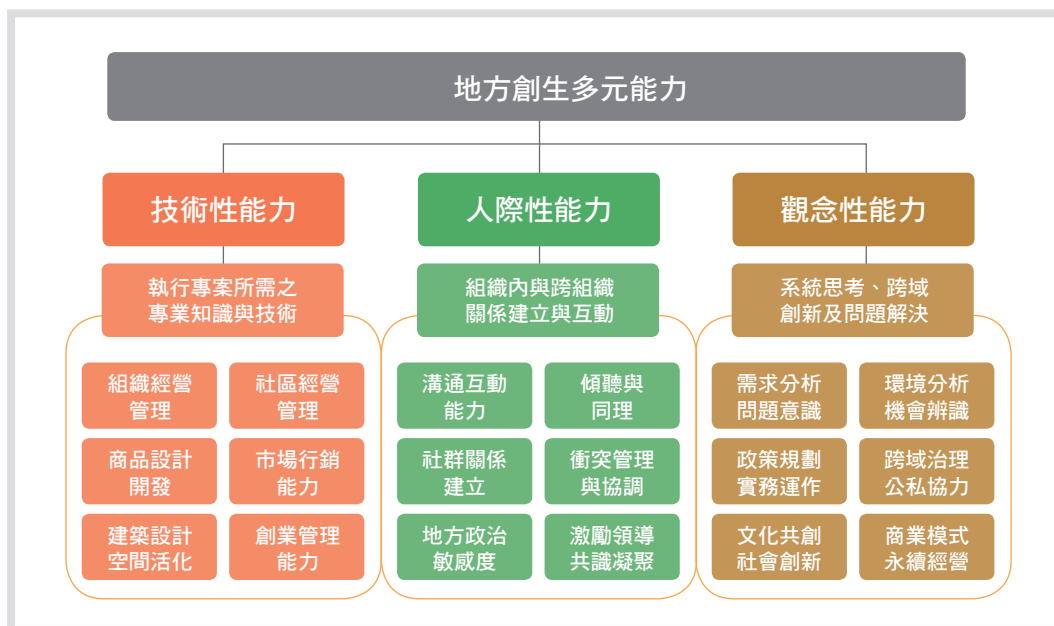 地方創生多元能力
技術性能力
執行專案所需之
專業知識與技術
組織經營
管理
社區經營
管理
商品設計
開發
市場行銷
能力
建築設計
空間活化
創業管理
能力
人際性能力
組織內與跨組織
關係建立與互動
溝通互動
能力
傾聽與
同理
社群關係
建立
衝突管理
與協調
地方政治
敏感度
激勵領導
共識凝聚
觀念性能力
系統思考、跨域
創新及問題解決
需求分析
問題意識
環境分析
機會辨識
政策規劃
實務運作
跨域治理
公私協力
文化共創
社會創新
商業模式
永續經營